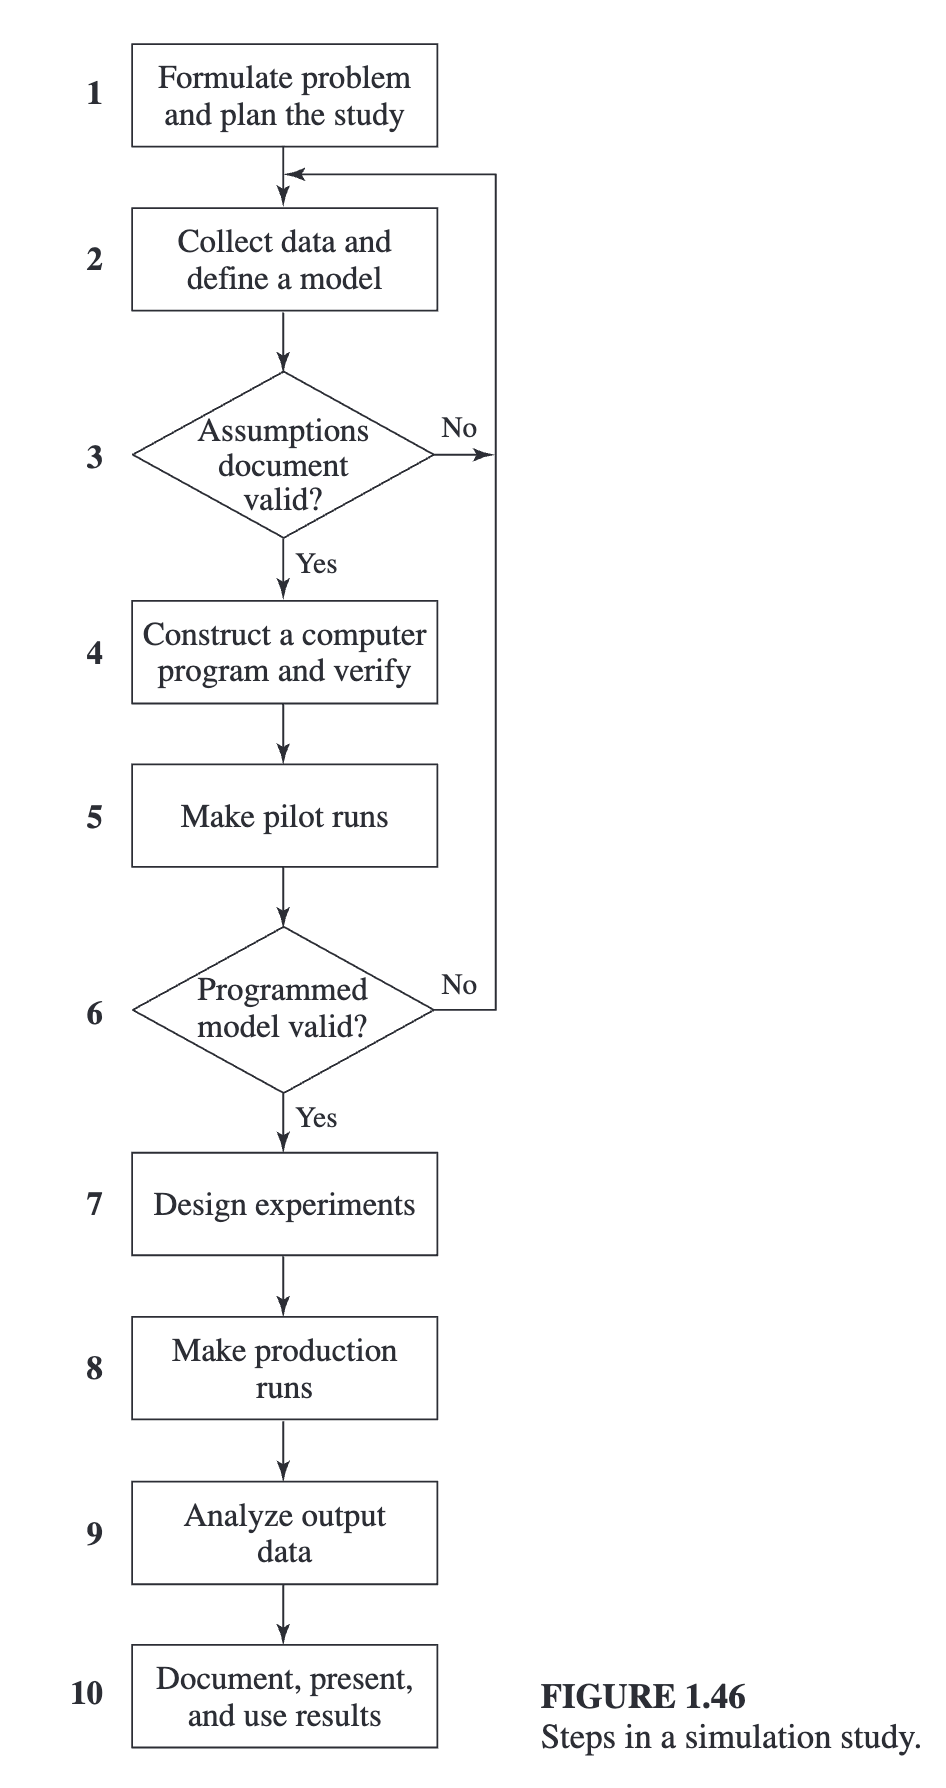 1
Formulate problem
and plan the study
2
Collect data and
define a model
3
Assumptions
document
valid?
No
Yes
4
Construct a computer
program and verify
5
Make pilot runs
6
Programmed
model valid?
No
Yes
7
Design experiments
8
Make production
runs
9
Analyze output
data
10
Document, present,
and use results
FIGURE 1.46
Steps in a simulation study.